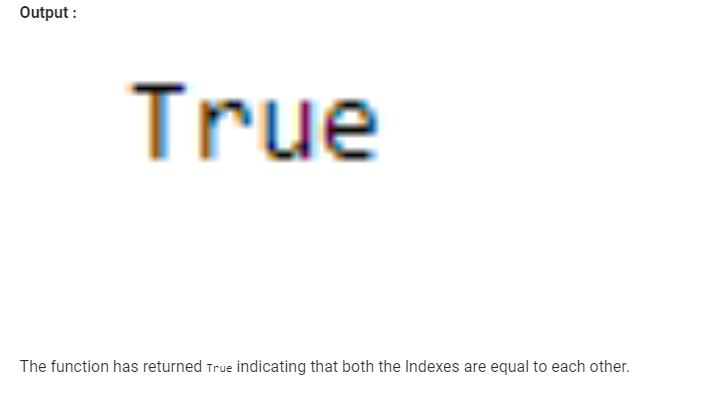 Output :
True
The function has returned True indicating that both the Indexes are equal to each other.